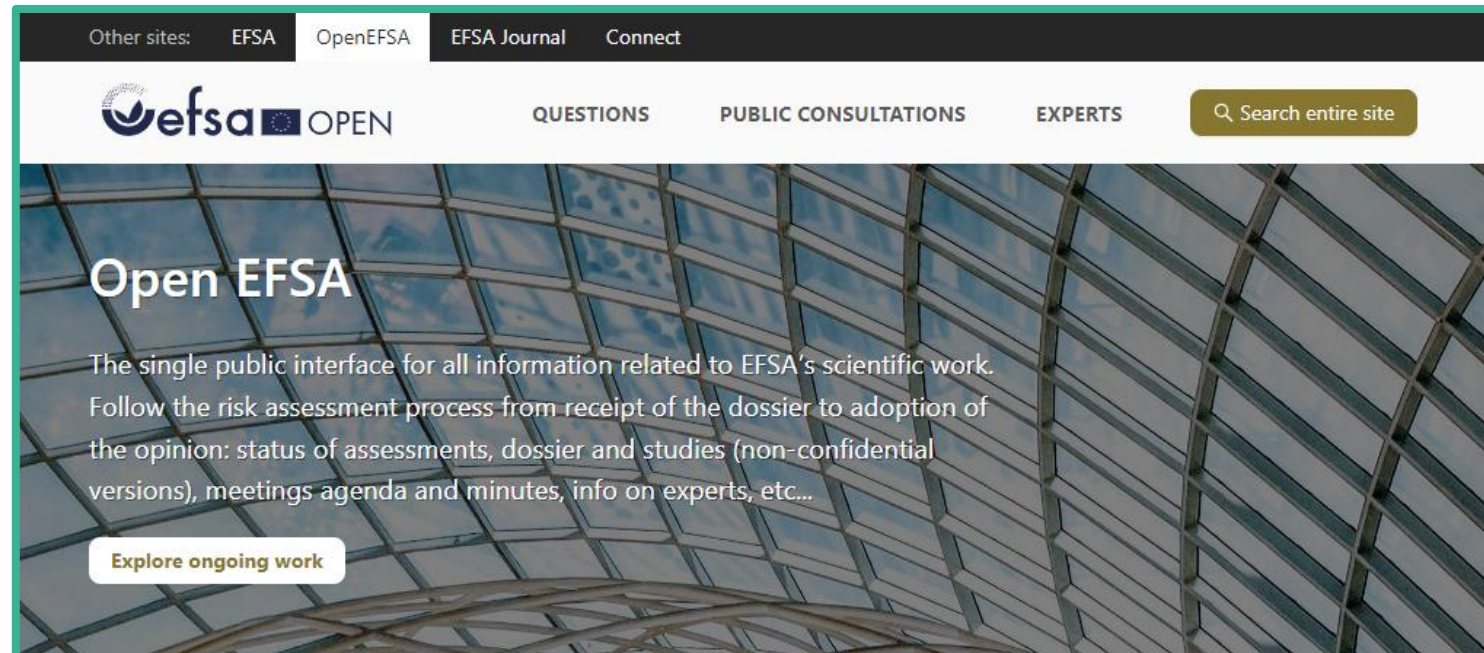 Other sites: EFSA OpenEFSA EFSA Journal Connect
efsa OPEN QUESTIONS PUBLIC CONSULTATIONS EXPERTS Search entire site
Open EFSA
The single public interface for all information related to EFSA's scientific work.
Follow the risk assessment process from receipt of the dossier to adoption of
the opinion: status of assessments, dossier and studies (non-confidential
versions), meetings agenda and minutes, info on experts, etc...
Explore ongoing work